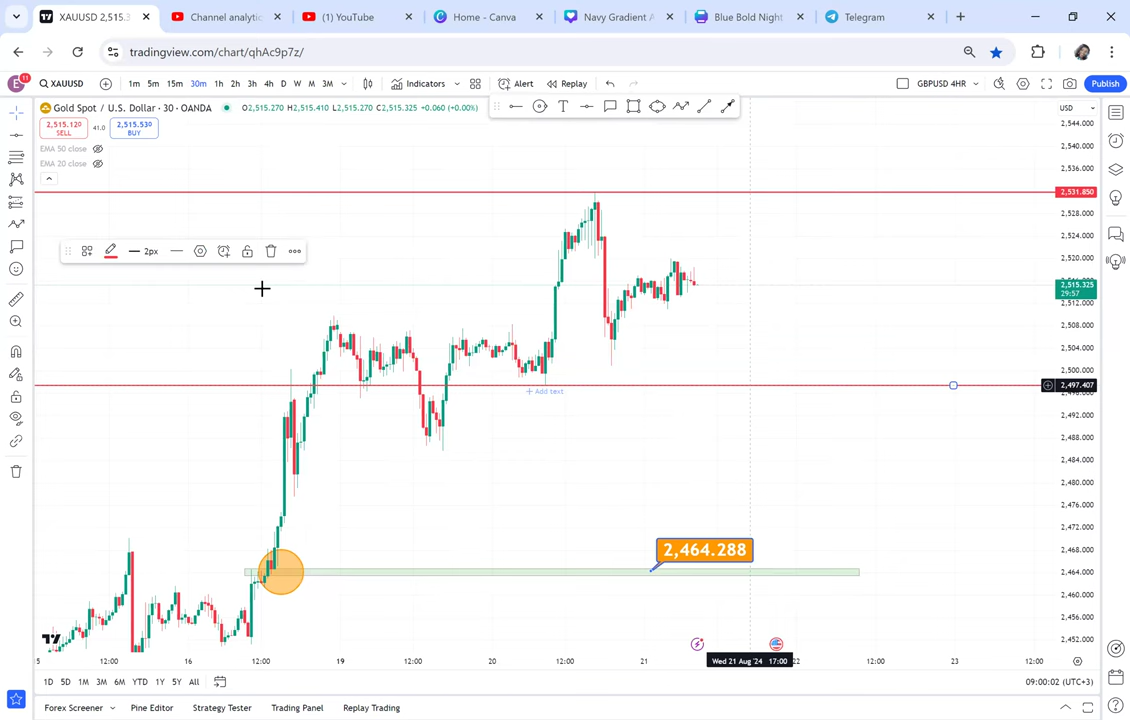 XAUUSD 2,515.3
Channel analytic
(1) YouTube
Home - Canva
Navy Gradient A
Blue Bold Night
Telegram
tradingview.com/chart/qhAc9p7z/
E 11 XAUUSD 1m 5m 15m 30m 1h 2h 3h 4h D W M 3M Indicators Alert Replay GBPUSD 4HR Publish
Gold Spot / U.S. Dollar · 30 · OANDA O2,515.270 H2,515.410 L2,515.270 C2,515.325 +0.060 (+0.00%)
USD
2,515.120 SELL 41.0 2,515.530 BUY
EMA 50 close
EMA 20 close
2px
Add text
2,464.288
2,544.000
2,540.000
2,536.000
2,531.850
2,528.000
2,524.000
2,520.000
2,515.325
29:57
2,512.000
2,508.000
2,504.000
2,500.000
2,497.407
2,492.000
2,488.000
2,484.000
2,480.000
2,476.000
2,472.000
2,468.000
2,464.000
2,460.000
2,456.000
2,452.000
5 12:00 16 12:00 19 12:00 20 12:00 21 Wed 21 Aug '24 17:00 22 12:00 23 12:00
1D 5D 1M 3M 6M YTD 1Y 5Y All
09:00:02 (UTC+3)
Forex Screener Pine Editor Strategy Tester Trading Panel Replay Trading